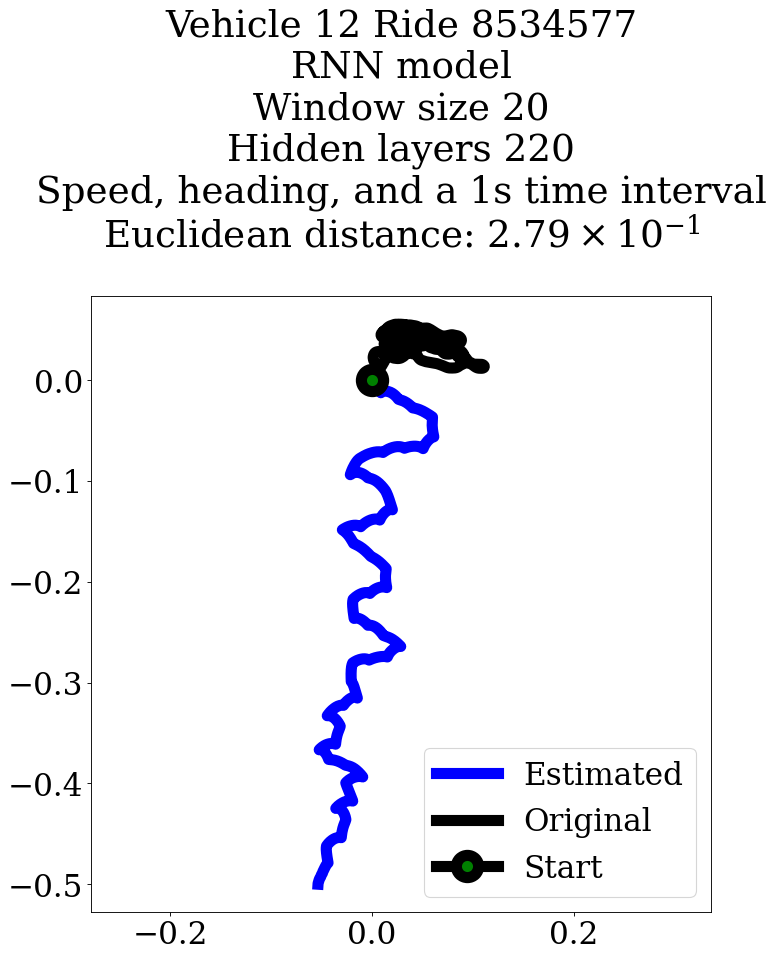 Vehicle 12 Ride 8534577
RNN model
Window size 20
Hidden layers 220
Speed, heading, and a 1s time interval
Euclidean distance: 2.79 × 10⁻¹
0.0
−0.1
−0.2
−0.3
−0.4
−0.5
−0.2
0.0
0.2
Estimated
Original
Start